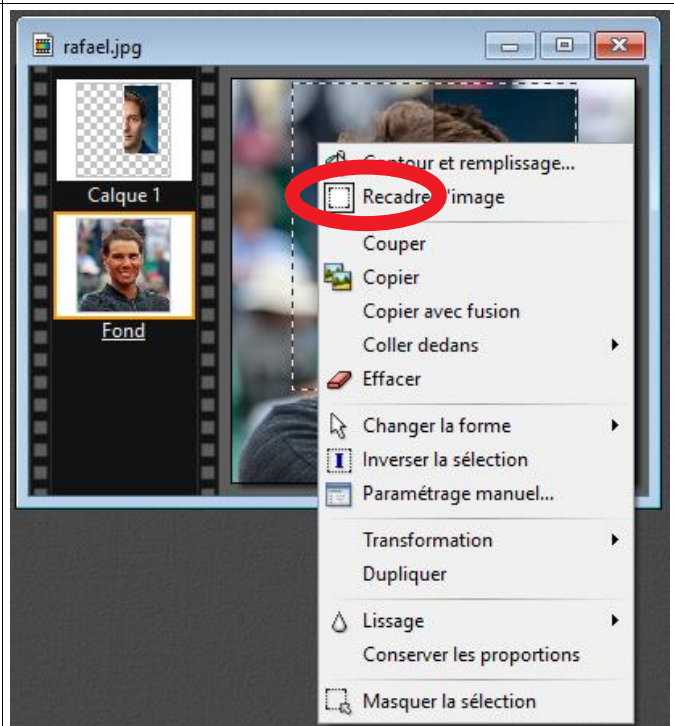 rafael.jpg
Calque 1
Fond
Contour et remplissage...
Recadrer l'image
Couper
Copier
Copier avec fusion
Coller dedans
Effacer
Changer la forme
Inverser la sélection
Paramétrage manuel...
Transformation
Dupliquer
Lissage
Conserver les proportions
Masquer la sélection